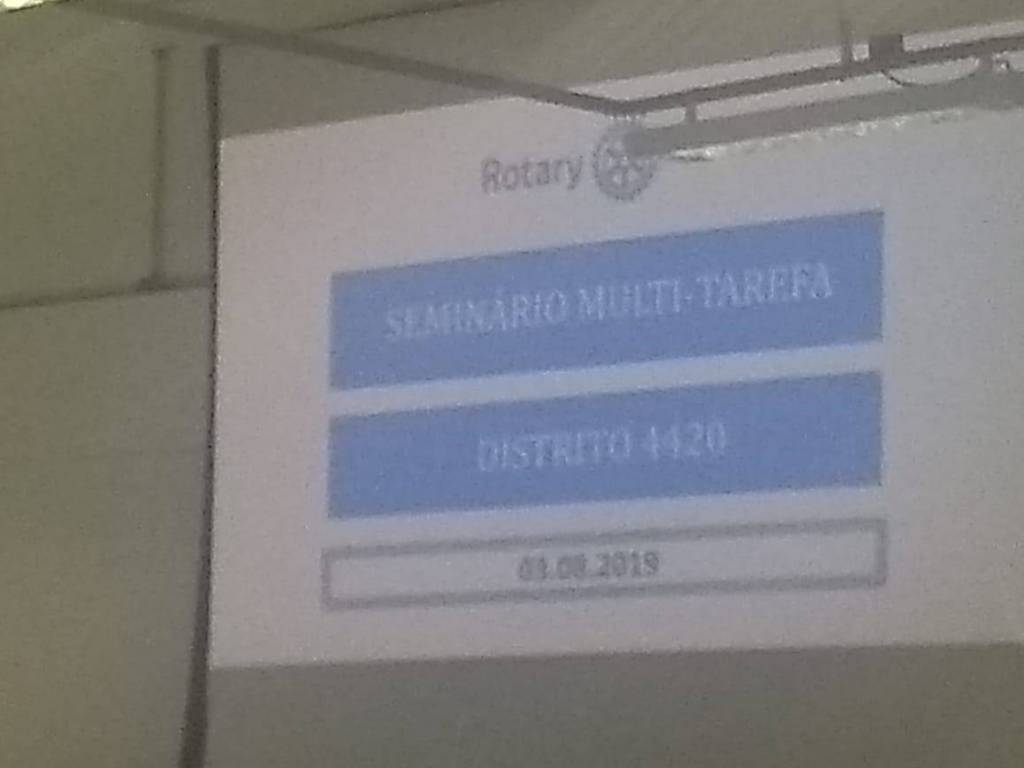 Rotary
SEMINÁRIO MULTI-TAREFA
DISTRITO 4420
03.08.2019